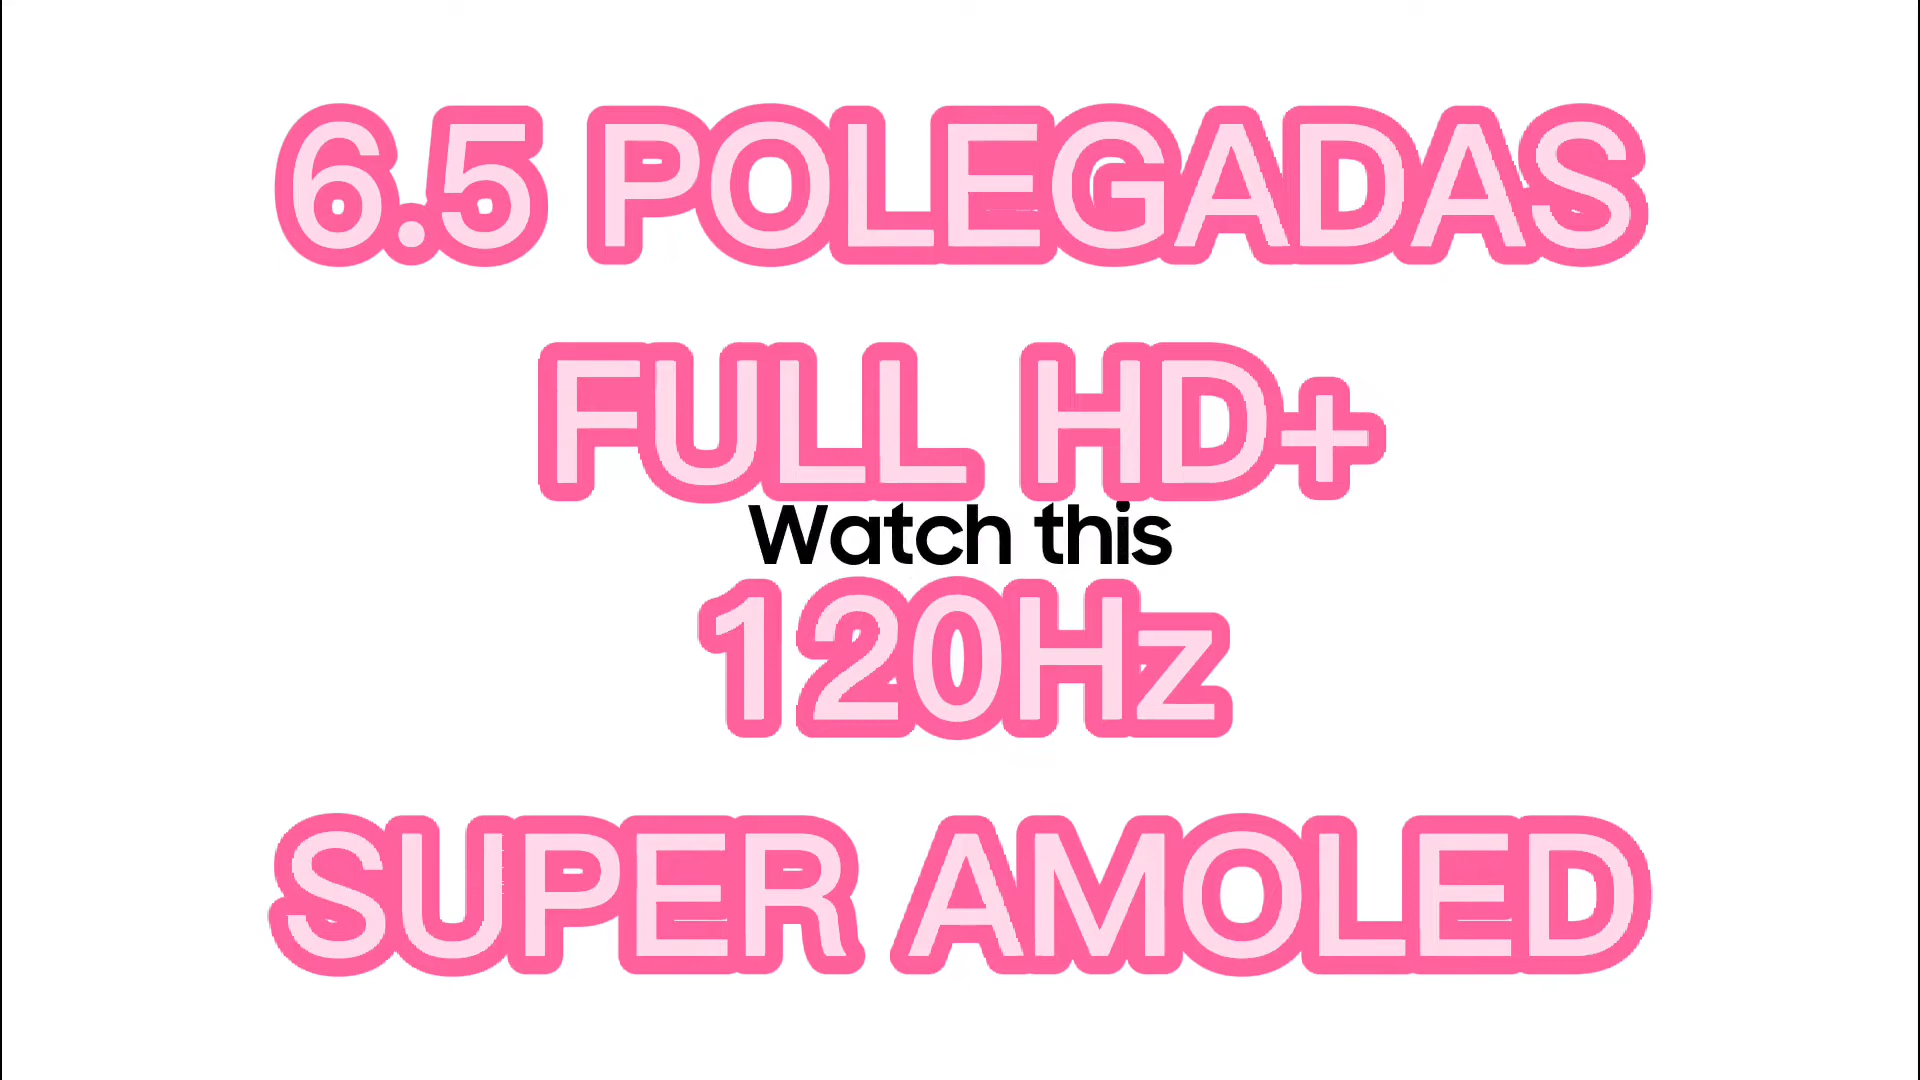 6.5 POLEGADAS
FULL HD+
Watch this
120Hz
SUPER AMOLED